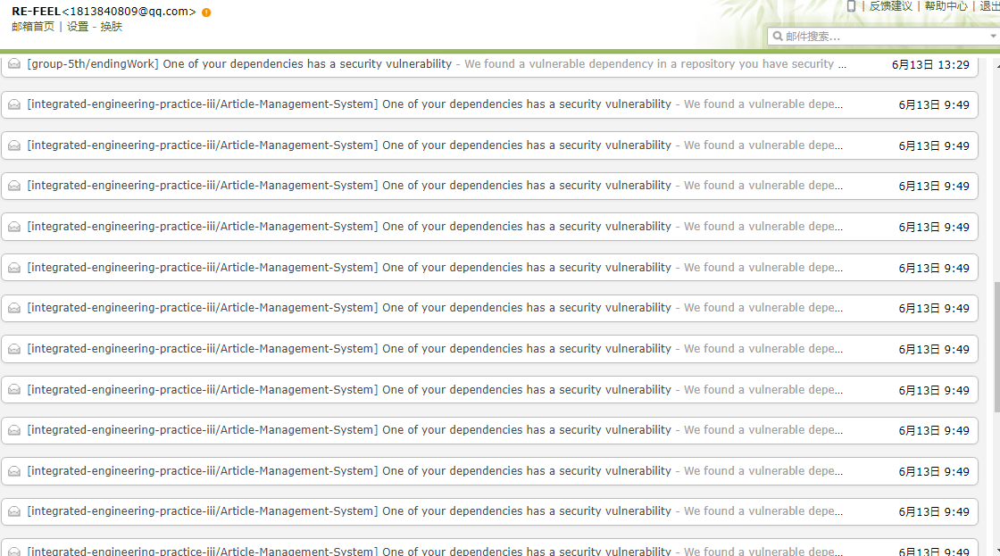 RE-FEEL<1813840809@qq.com>
邮箱首页 | 设置 - 换肤
| 反馈建议 | 帮助中心 | 退出
邮件搜索...
[group-5th/endingWork] One of your dependencies has a security vulnerability - We found a vulnerable dependency in a repository you have security ... 6月13日 13:29
[integrated-engineering-practice-iii/Article-Management-System] One of your dependencies has a security vulnerability - We found a vulnerable depe... 6月13日 9:49
[integrated-engineering-practice-iii/Article-Management-System] One of your dependencies has a security vulnerability - We found a vulnerable depe... 6月13日 9:49
[integrated-engineering-practice-iii/Article-Management-System] One of your dependencies has a security vulnerability - We found a vulnerable depe... 6月13日 9:49
[integrated-engineering-practice-iii/Article-Management-System] One of your dependencies has a security vulnerability - We found a vulnerable depe... 6月13日 9:49
[integrated-engineering-practice-iii/Article-Management-System] One of your dependencies has a security vulnerability - We found a vulnerable depe... 6月13日 9:49
[integrated-engineering-practice-iii/Article-Management-System] One of your dependencies has a security vulnerability - We found a vulnerable depe... 6月13日 9:49
[integrated-engineering-practice-iii/Article-Management-System] One of your dependencies has a security vulnerability - We found a vulnerable depe... 6月13日 9:49
[integrated-engineering-practice-iii/Article-Management-System] One of your dependencies has a security vulnerability - We found a vulnerable depe... 6月13日 9:49
[integrated-engineering-practice-iii/Article-Management-System] One of your dependencies has a security vulnerability - We found a vulnerable depe... 6月13日 9:49
[integrated-engineering-practice-iii/Article-Management-System] One of your dependencies has a security vulnerability - We found a vulnerable depe... 6月13日 9:49
[integrated-engineering-practice-iii/Article-Management-System] One of your dependencies has a security vulnerability - We found a vulnerable depe... 6月13日 9:49
[integrated-engineering-practice-iii/Article-Management-System] One of your dependencies has a security vulnerability - We found a vulnerable depe... 6月13日 9:49